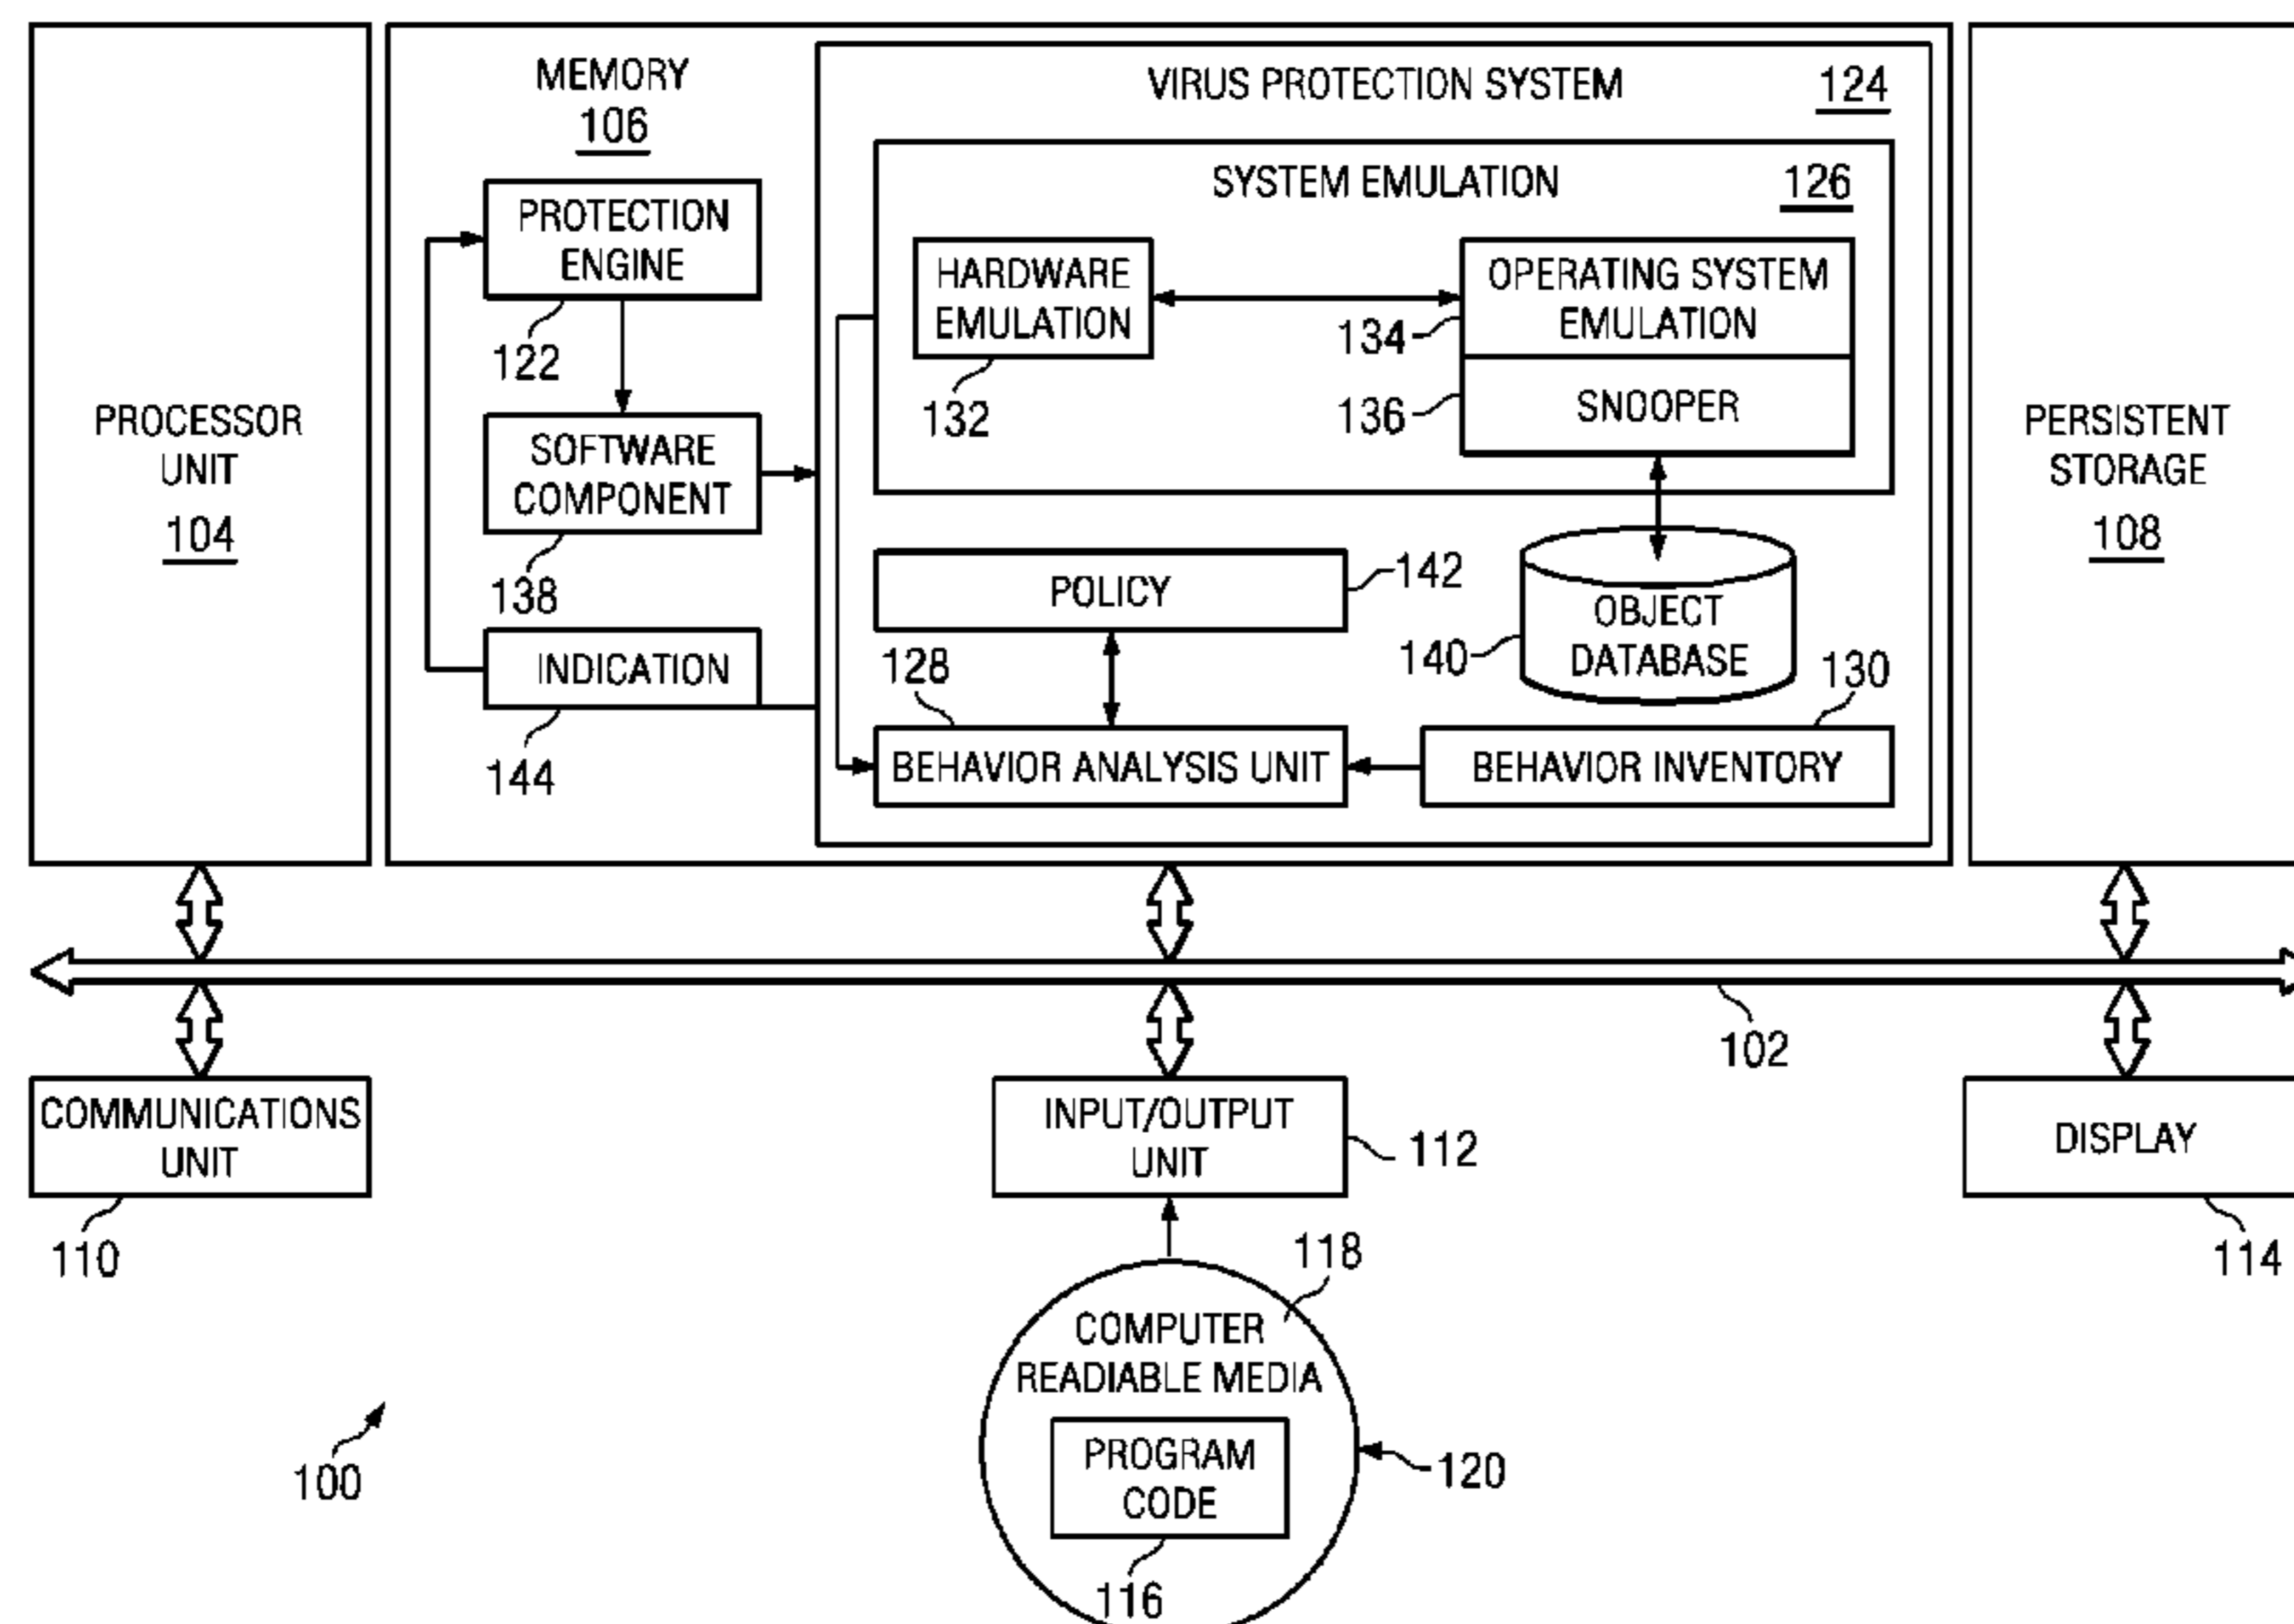 PROCESSOR
UNIT
104
MEMORY
106
PROTECTION
ENGINE
122
SOFTWARE
COMPONENT
138
INDICATION
144
VIRUS PROTECTION SYSTEM
124
SYSTEM EMULATION
126
HARDWARE
EMULATION
132
OPERATING SYSTEM
EMULATION
134
SNOOPER
136
POLICY
142
OBJECT
DATABASE
140
128
BEHAVIOR ANALYSIS UNIT
130
BEHAVIOR INVENTORY
PERSISTENT
STORAGE
108
102
COMMUNICATIONS
UNIT
110
INPUT/OUTPUT
UNIT
112
DISPLAY
114
118
COMPUTER
READIABLE MEDIA
PROGRAM
CODE
116
120
100